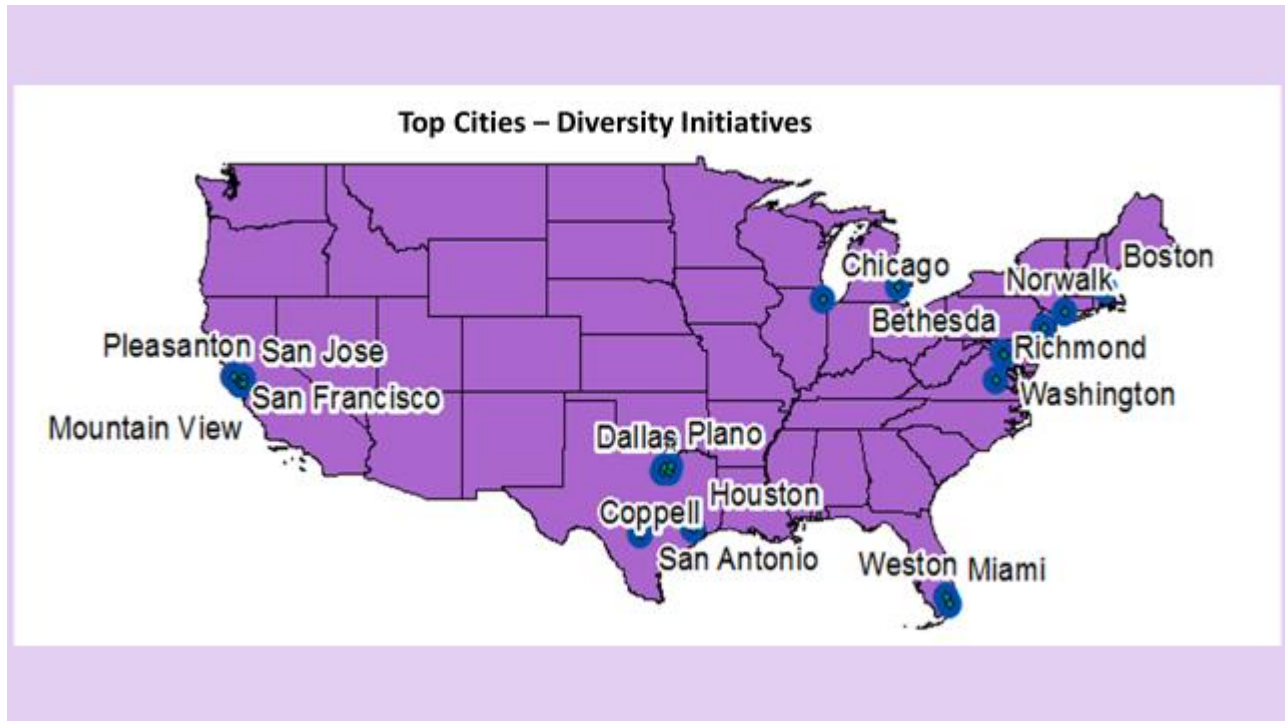 Top Cities – Diversity Initiatives
Boston
Chicago
Norwalk
Bethesda
Richmond
Pleasanton
San Jose
Washington
San Francisco
Mountain View
Dallas
Plano
Houston
Coppell
San Antonio
Weston
Miami